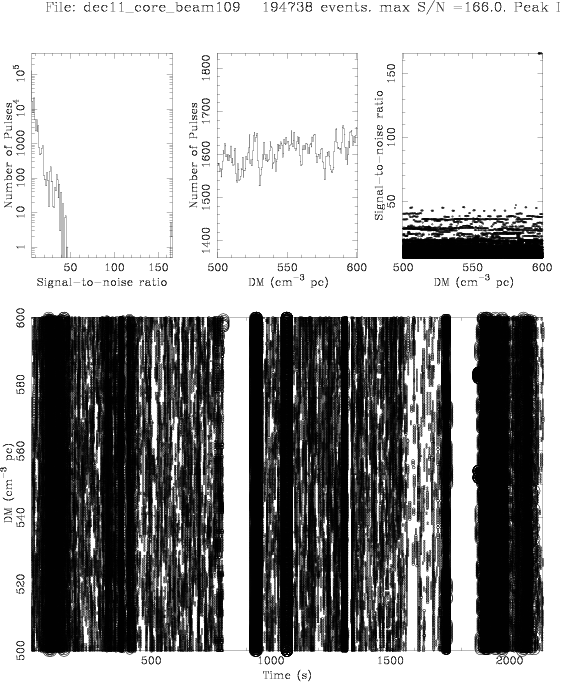 File: dec11_core_beam109 194738 events. max S/N =166.0. Peak
Number of Pulses
1 10 100 1000 10^4 10^5
50 100 150
Signal-to-noise ratio
Number of Pulses
1400 1500 1600 1700 1800
500 550 600
DM (cm^-3 pc)
Signal-to-noise ratio
50 100 150
500 550 600
DM (cm^-3 pc)
DM (cm^-3 pc)
500 520 540 560 580 600
500 1000 1500 2000
Time (s)